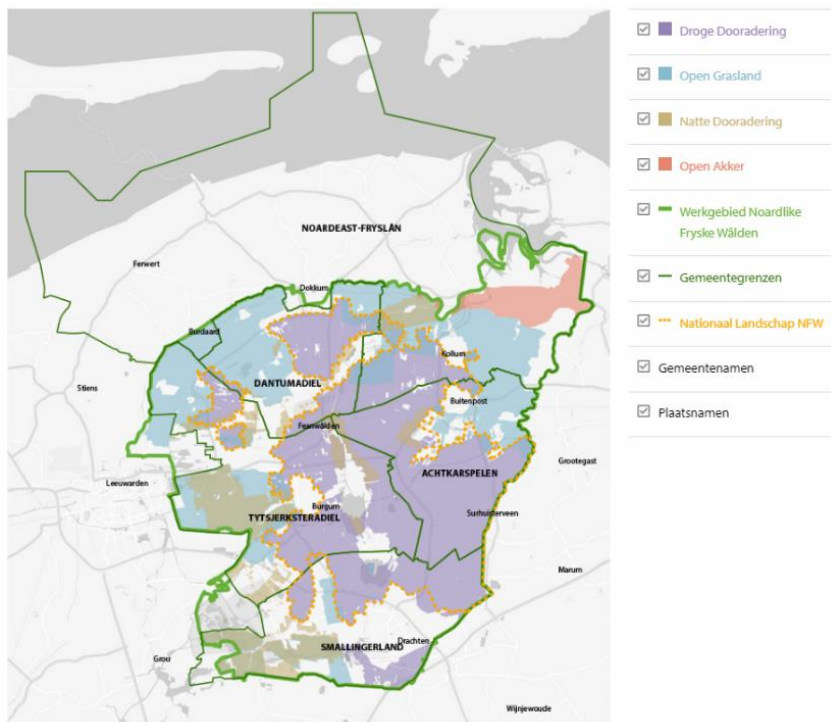 NOARDEAST-FRYSLÂN
Ferwert
Dokkum
Burdaard
Stiens
DANTUMADIEL
Kollum
Buitenpost
Feanwâlden
Leeuwarden
ACHTKARSPELEN
Grootegast
Burgum
Surhuisterveen
TYTSJERKSTERADIEL
Marum
Drachten
SMALLINGERLAND
Grou
Wijnjewoude
Droge Dooradering
Open Grasland
Natte Dooradering
Open Akker
Werkgebied Noardlike
Fryske Wâlden
Gemeentegrenzen
Nationaal Landschap NFW
Gemeentenamen
Plaatsnamen